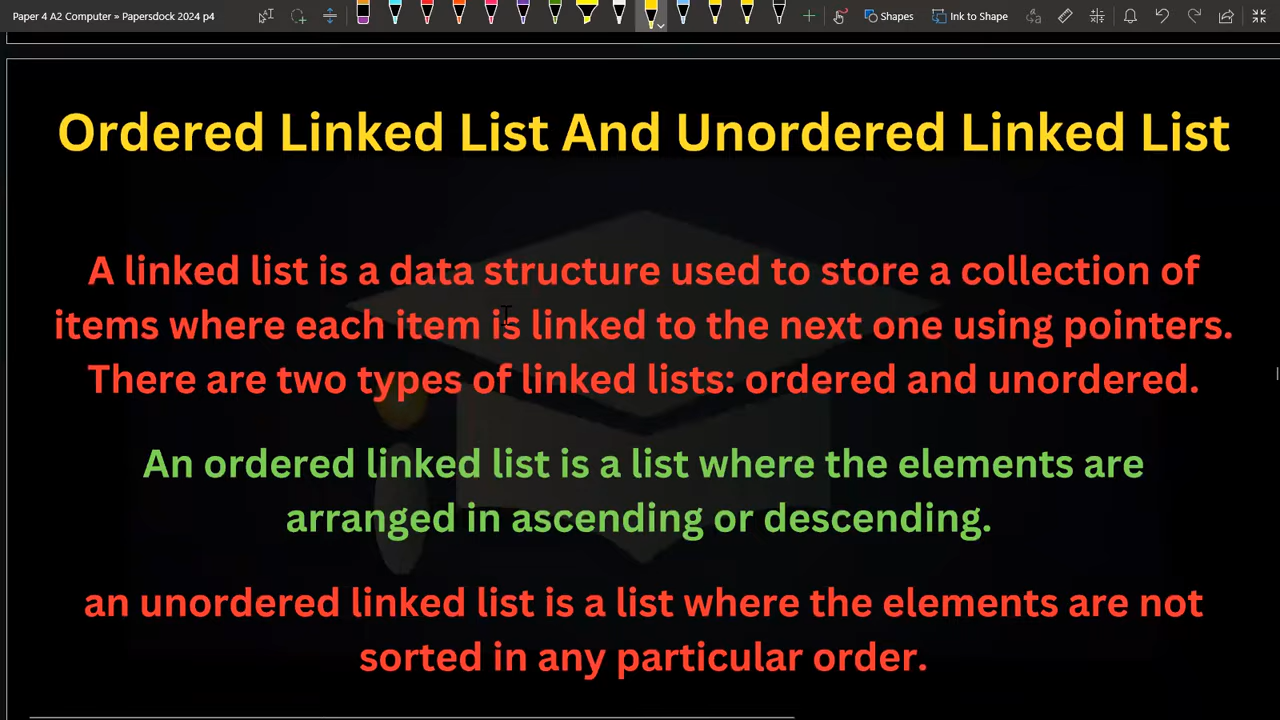 Paper 4 A2 Computer » Papersdock 2024 p4
Shapes
Ink to Shape
Ordered Linked List And Unordered Linked List
A linked list is a data structure used to store a collection of
items where each item is linked to the next one using pointers.
There are two types of linked lists: ordered and unordered.
An ordered linked list is a list where the elements are
arranged in ascending or descending.
an unordered linked list is a list where the elements are not
sorted in any particular order.